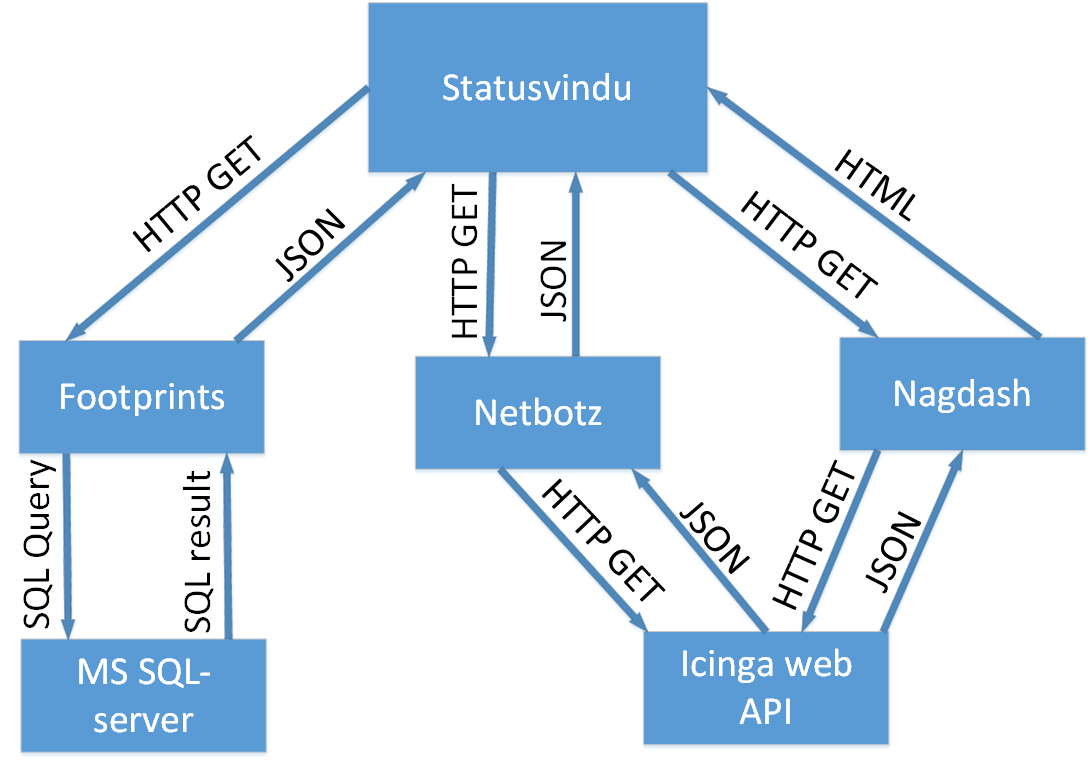 Statusvindu
HTTP GET
JSON
HTTP GET
JSON
HTTP GET
HTML
Footprints
Netbotz
Nagdash
SQL Query
SQL result
HTTP GET
JSON
HTTP GET
JSON
MS SQL-
server
Icinga web
API